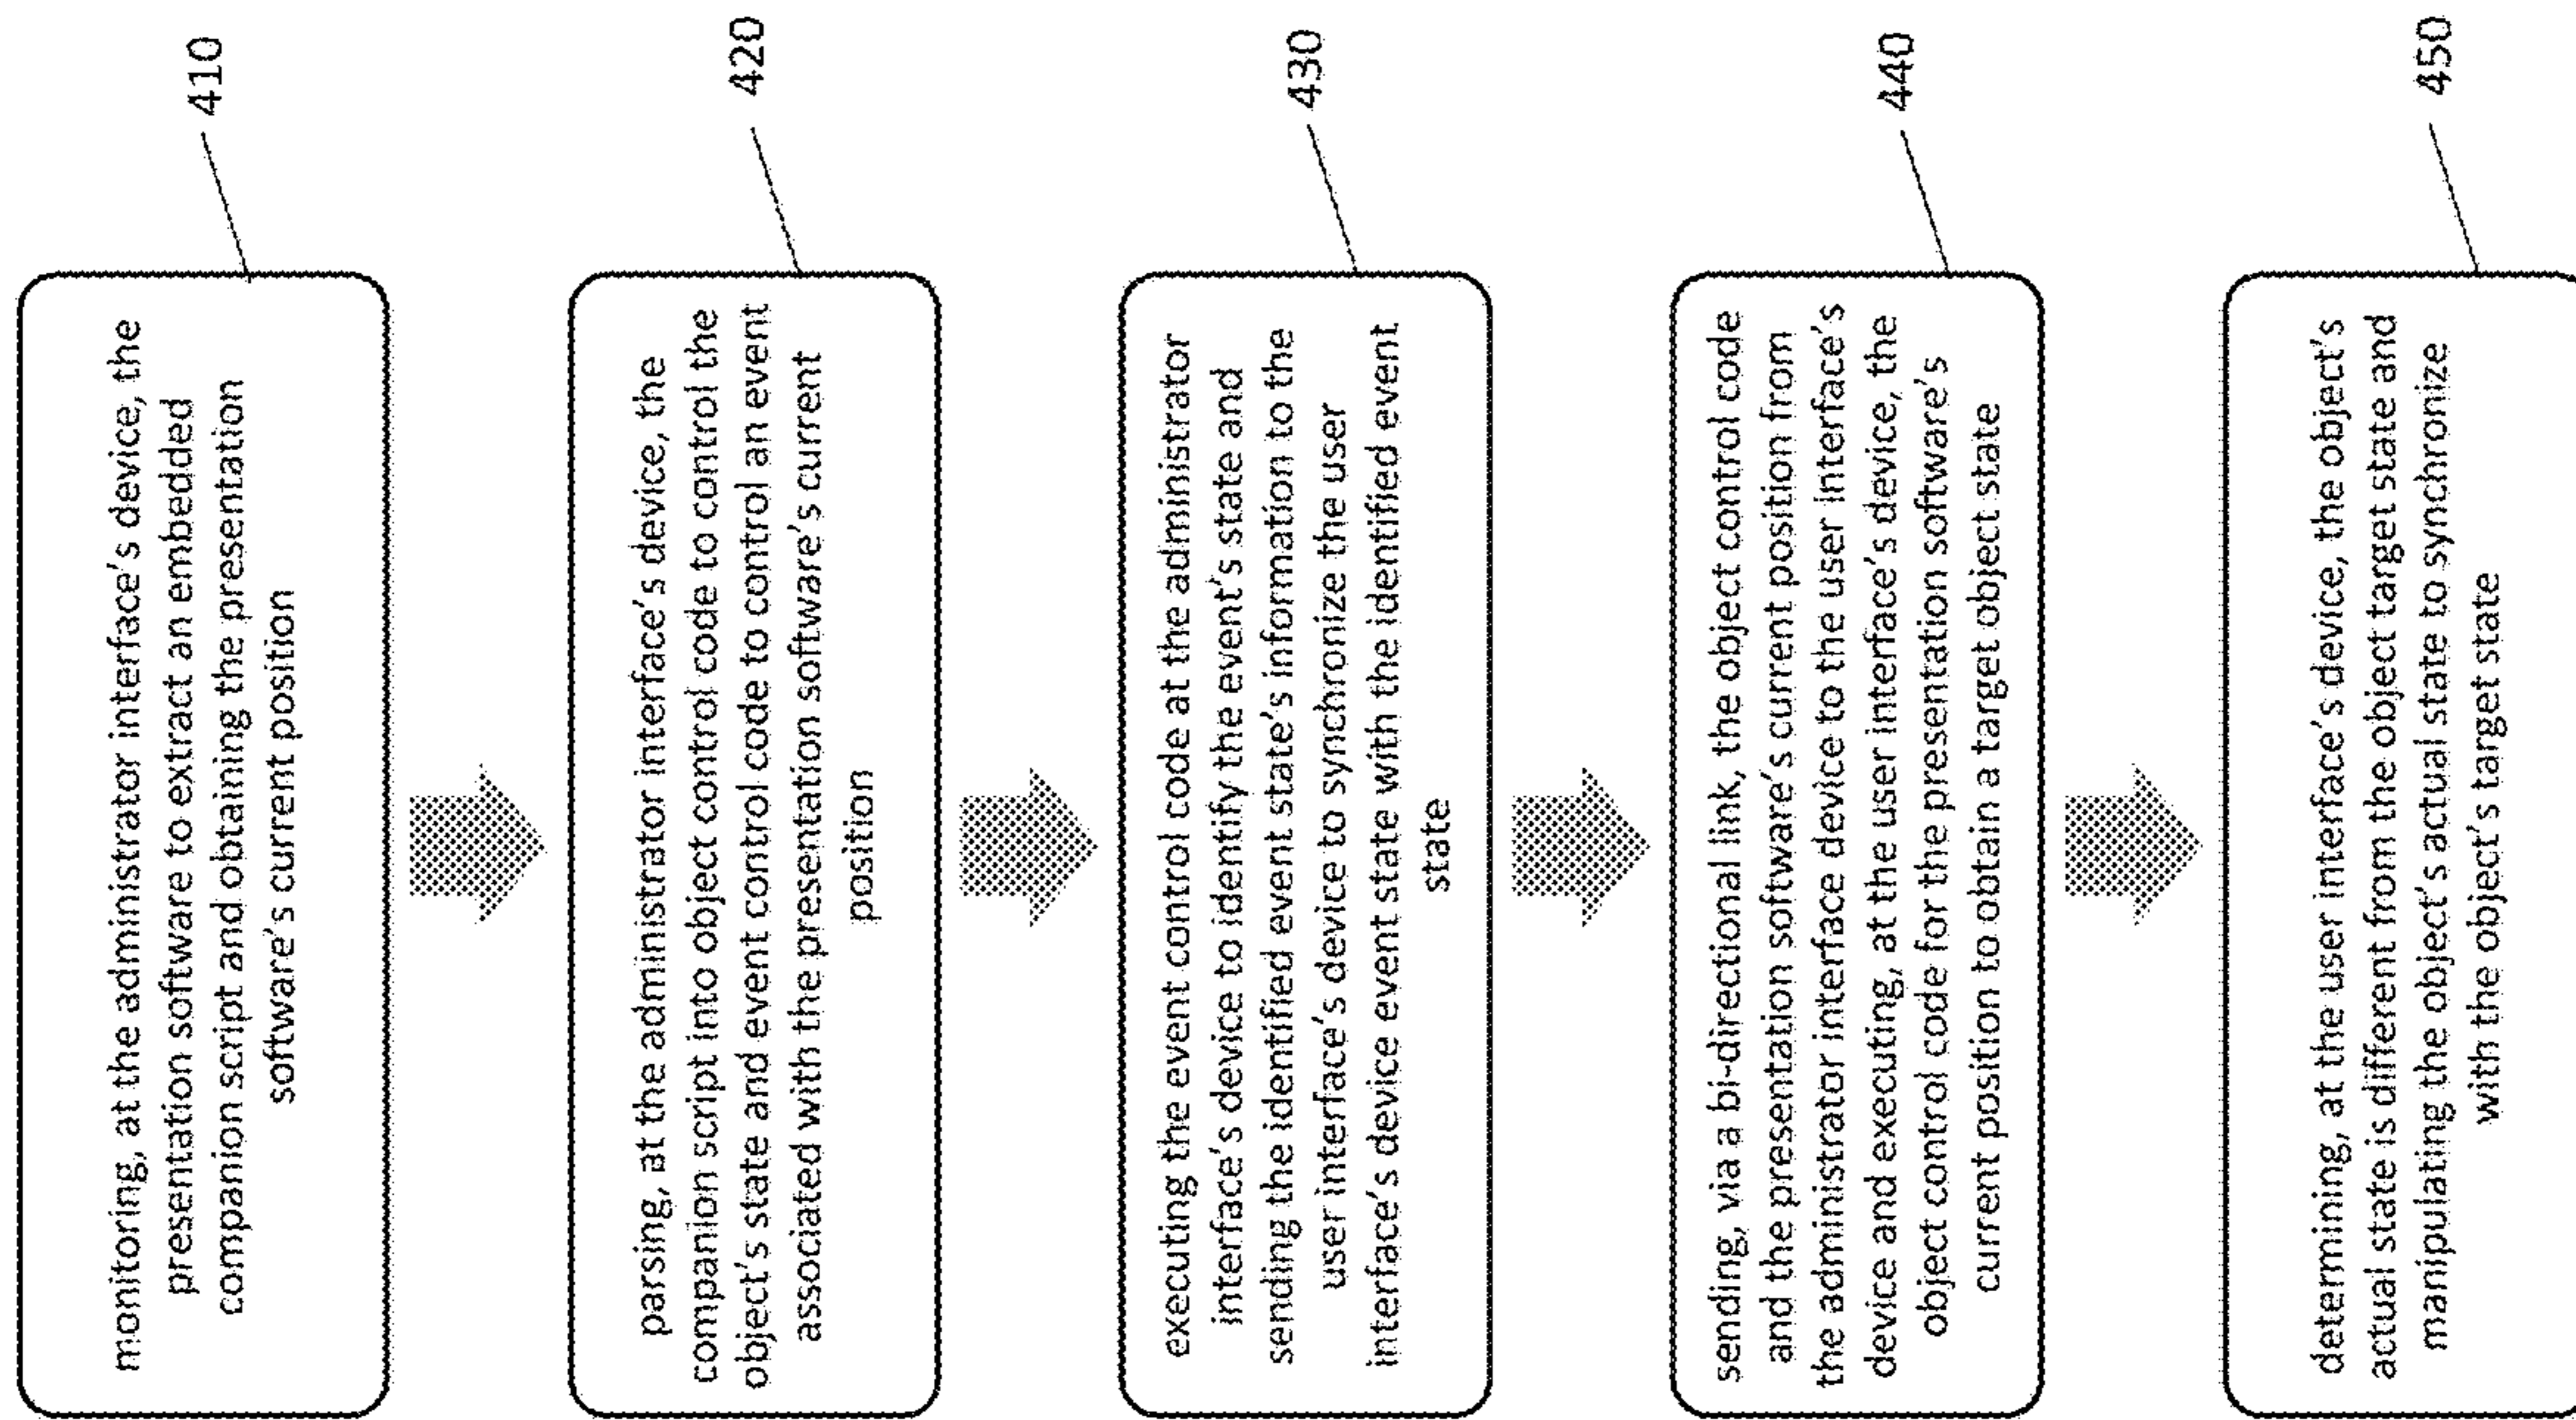 monitoring, at the administrator interface's device, the
presentation software to extract an embedded
companion script and obtaining the presentation
software's current position
410
parsing, at the administrator interface's device, the
companion script into object control code to control the
object's state and event control code to control an event
associated with the presentation software's current
position
420
executing the event control code at the administrator
interface's device to identify the event's state and
sending the identified event state's information to the
user interface's device to synchronize the user
interface's device event state with the identified event
state
430
sending, via a bi-directional link, the object control code
and the presentation software's current position from
the administrator interface device to the user interface's
device and executing, at the user interface's device, the
object control code for the presentation software's
current position to obtain a target object state
440
determining, at the user interface's device, the object's
actual state is different from the object target state and
manipulating the object's actual state to synchronize
with the object's target state
450